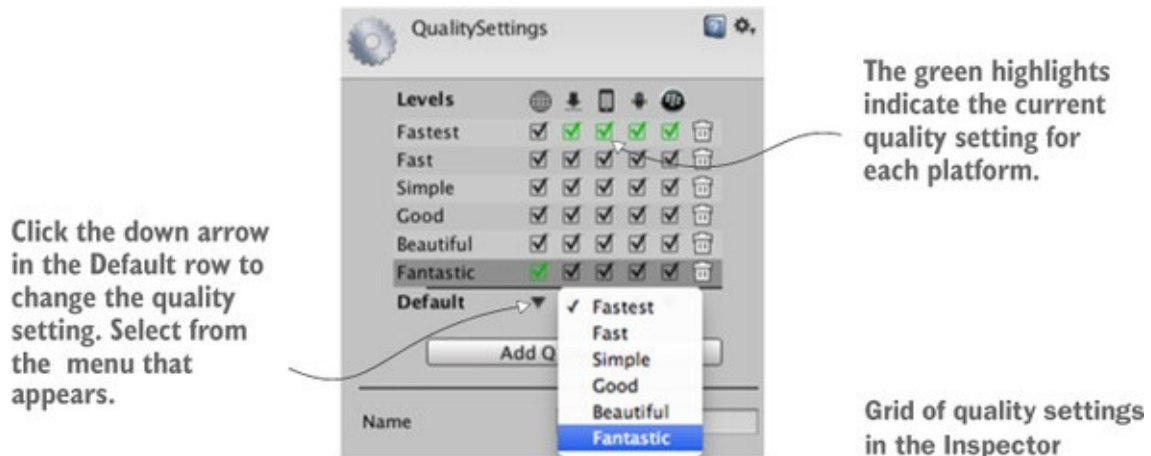 QualitySettings
Levels
Fastest
Fast
Simple
Good
Beautiful
Fantastic
Default
✓ Fastest
Fast
Simple
Good
Beautiful
Fantastic
Add Q
Name
The green highlights
indicate the current
quality setting for
each platform.
Click the down arrow
in the Default row to
change the quality
setting. Select from
the menu that
appears.
Grid of quality settings
in the Inspector